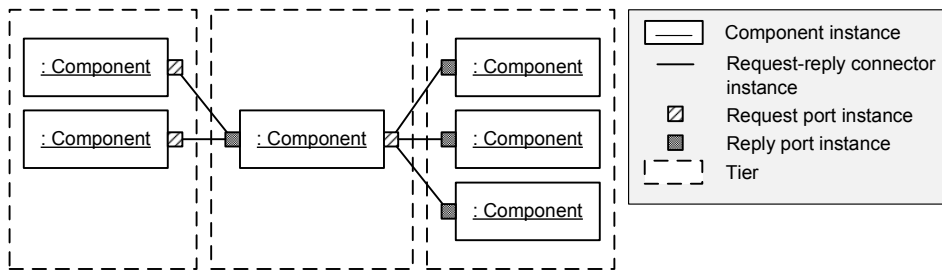 : Component
: Component
: Component
: Component
: Component
: Component
Component instance
Request-reply connector
instance
Request port instance
Reply port instance
Tier